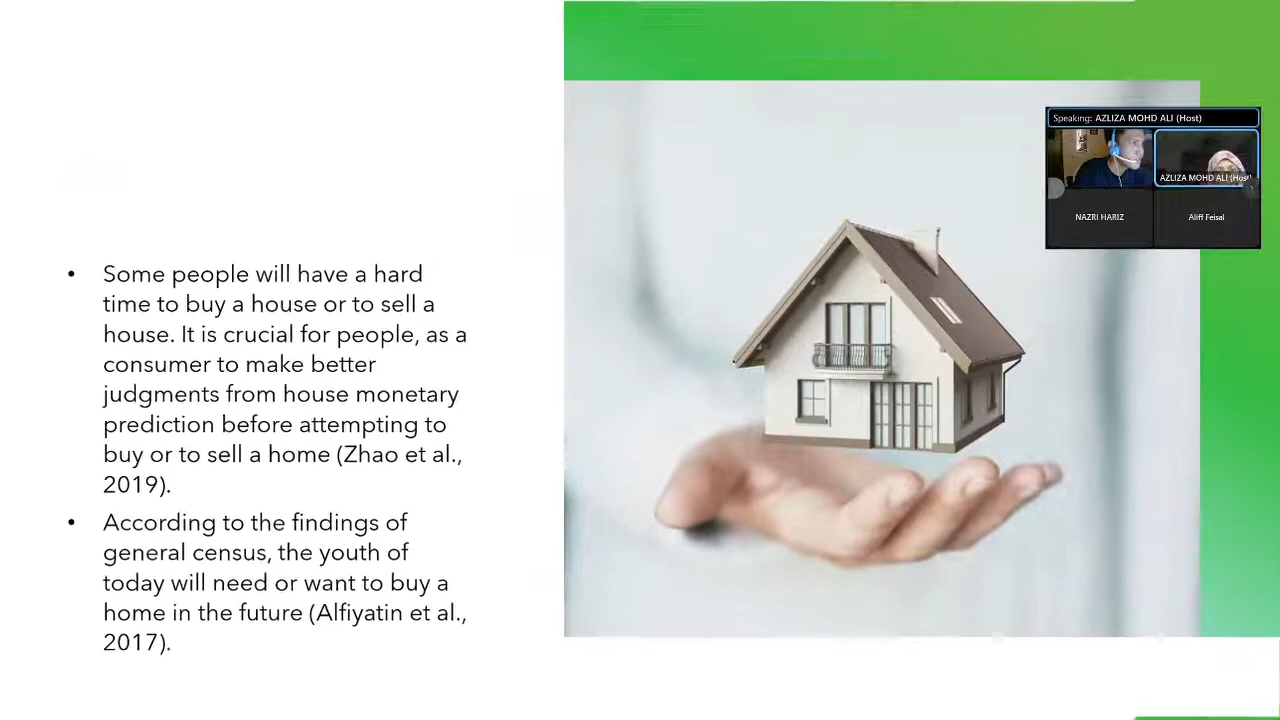 Speaking: AZLIZA MOHD ALI (Host)
AZLIZA MOHD ALI (Host)
NAZRI HARIZ
Aliff Feisal
• Some people will have a hard
time to buy a house or to sell a
house. It is crucial for people, as a
consumer to make better
judgments from house monetary
prediction before attempting to
buy or to sell a home (Zhao et al.,
2019).
• According to the findings of
general census, the youth of
today will need or want to buy a
home in the future (Alfiyatin et al.,
2017).